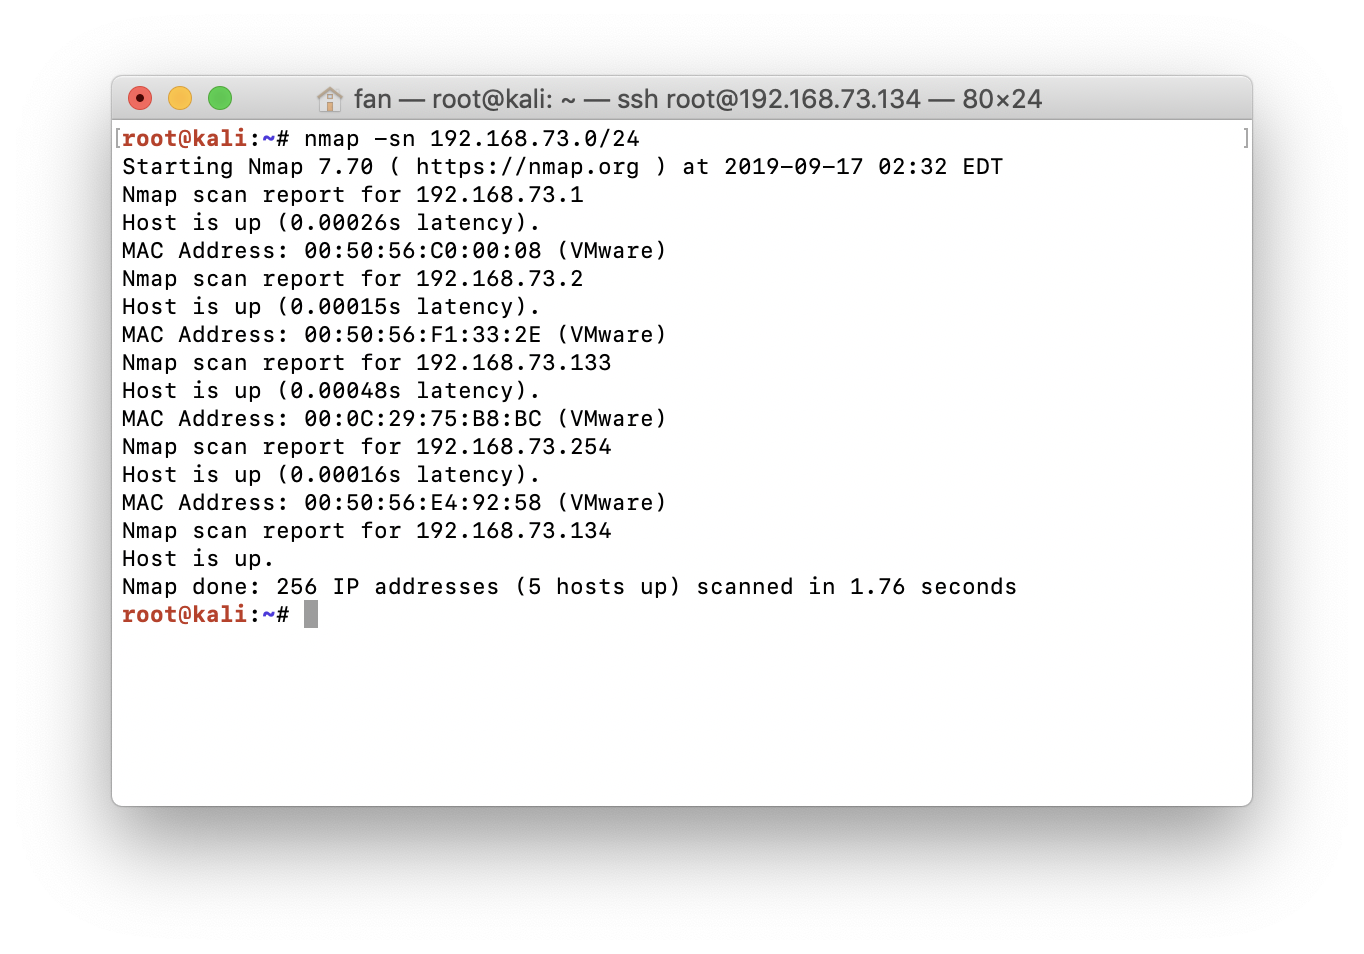 fan — root@kali: ~ — ssh root@192.168.73.134 — 80×24
[root@kali:~# nmap -sn 192.168.73.0/24 ]
Starting Nmap 7.70 ( https://nmap.org ) at 2019-09-17 02:32 EDT
Nmap scan report for 192.168.73.1
Host is up (0.00026s latency).
MAC Address: 00:50:56:C0:00:08 (VMware)
Nmap scan report for 192.168.73.2
Host is up (0.00015s latency).
MAC Address: 00:50:56:F1:33:2E (VMware)
Nmap scan report for 192.168.73.133
Host is up (0.00048s latency).
MAC Address: 00:0C:29:75:B8:BC (VMware)
Nmap scan report for 192.168.73.254
Host is up (0.00016s latency).
MAC Address: 00:50:56:E4:92:58 (VMware)
Nmap scan report for 192.168.73.134
Host is up.
Nmap done: 256 IP addresses (5 hosts up) scanned in 1.76 seconds
root@kali:~#